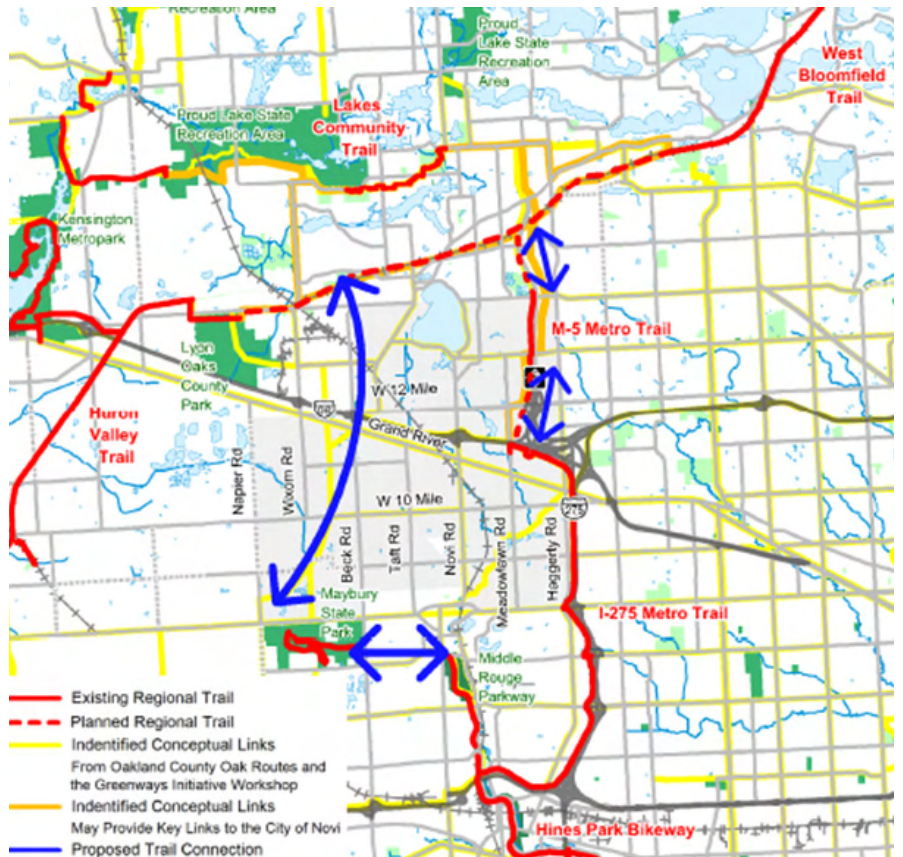 Recreation Area
Proud
Lake State
Recreation
Area
West
Bloomfield
Trail
Lakes
Community
Trail
Proud Lake State
Recreation Area
Kensington
Metropark
M-5 Metro Trail
Lyon
Oaks
County
Park
W 12 Mile
Grand River
Huron
Valley
Trail
Napier Rd
Wixom Rd
W 10 Mile
275
Beck Rd
Taft Rd
Novi Rd
Meadowlawn Rd
Haggerty Rd
Maybury
State
Park
I-275 Metro Trail
Middle
Rouge
Parkway
Existing Regional Trail
Planned Regional Trail
Indentified Conceptual Links
From Oakland County Oak Routes and
the Greenways Initiative Workshop
Indentified Conceptual Links
May Provide Key Links to the City of Novi
Proposed Trail Connection
Hines Park Bikeway